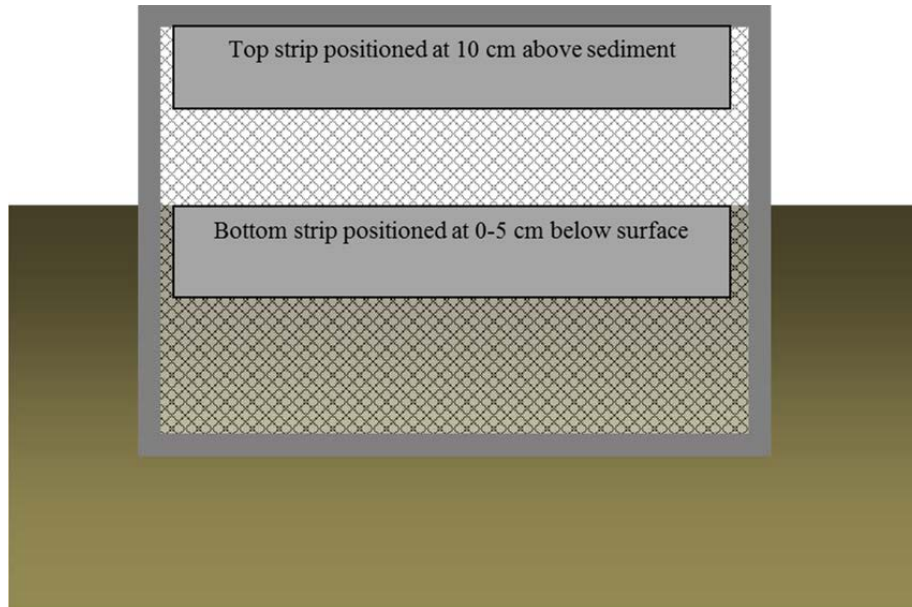 Top strip positioned at 10 cm above sediment
Bottom strip positioned at 0-5 cm below surface